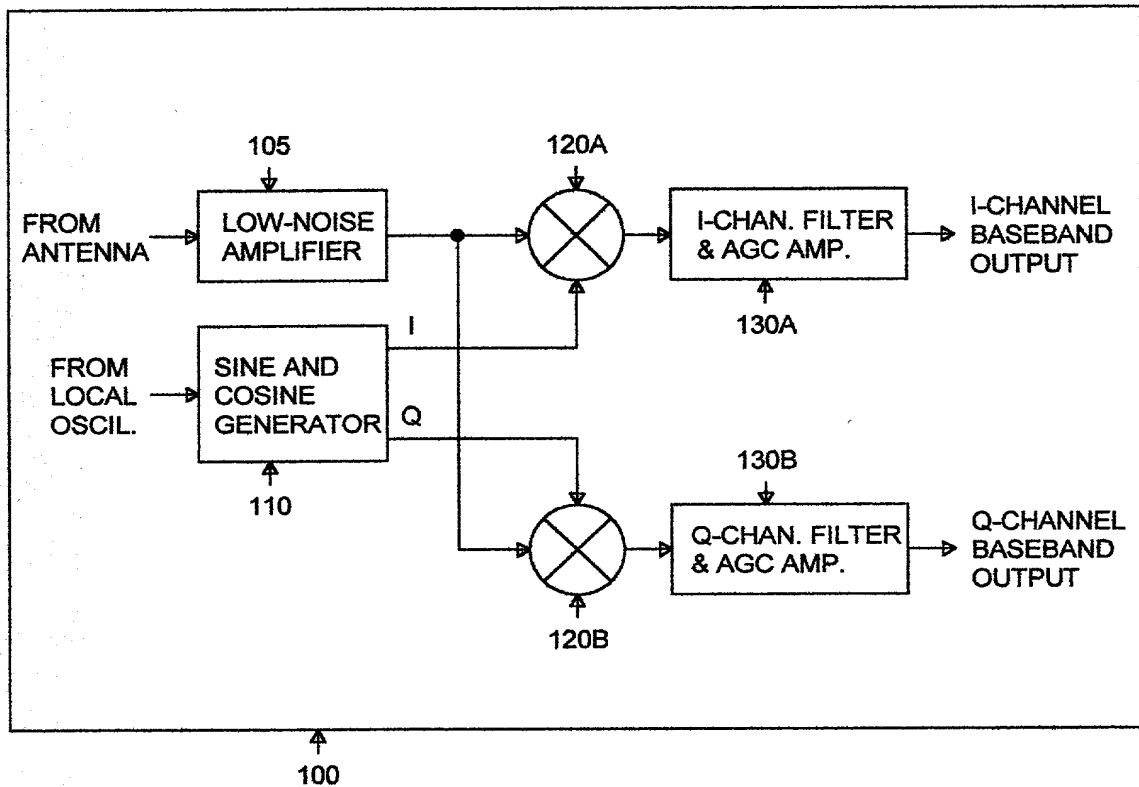 105
120A
FROM
ANTENNA
LOW-NOISE
AMPLIFIER
I-CHAN. FILTER
& AGC AMP.
I-CHANNEL
BASEBAND
OUTPUT
130A
I
FROM
LOCAL
OSCIL.
SINE AND
COSINE
GENERATOR
Q
110
130B
Q-CHAN. FILTER
& AGC AMP.
Q-CHANNEL
BASEBAND
OUTPUT
120B
100